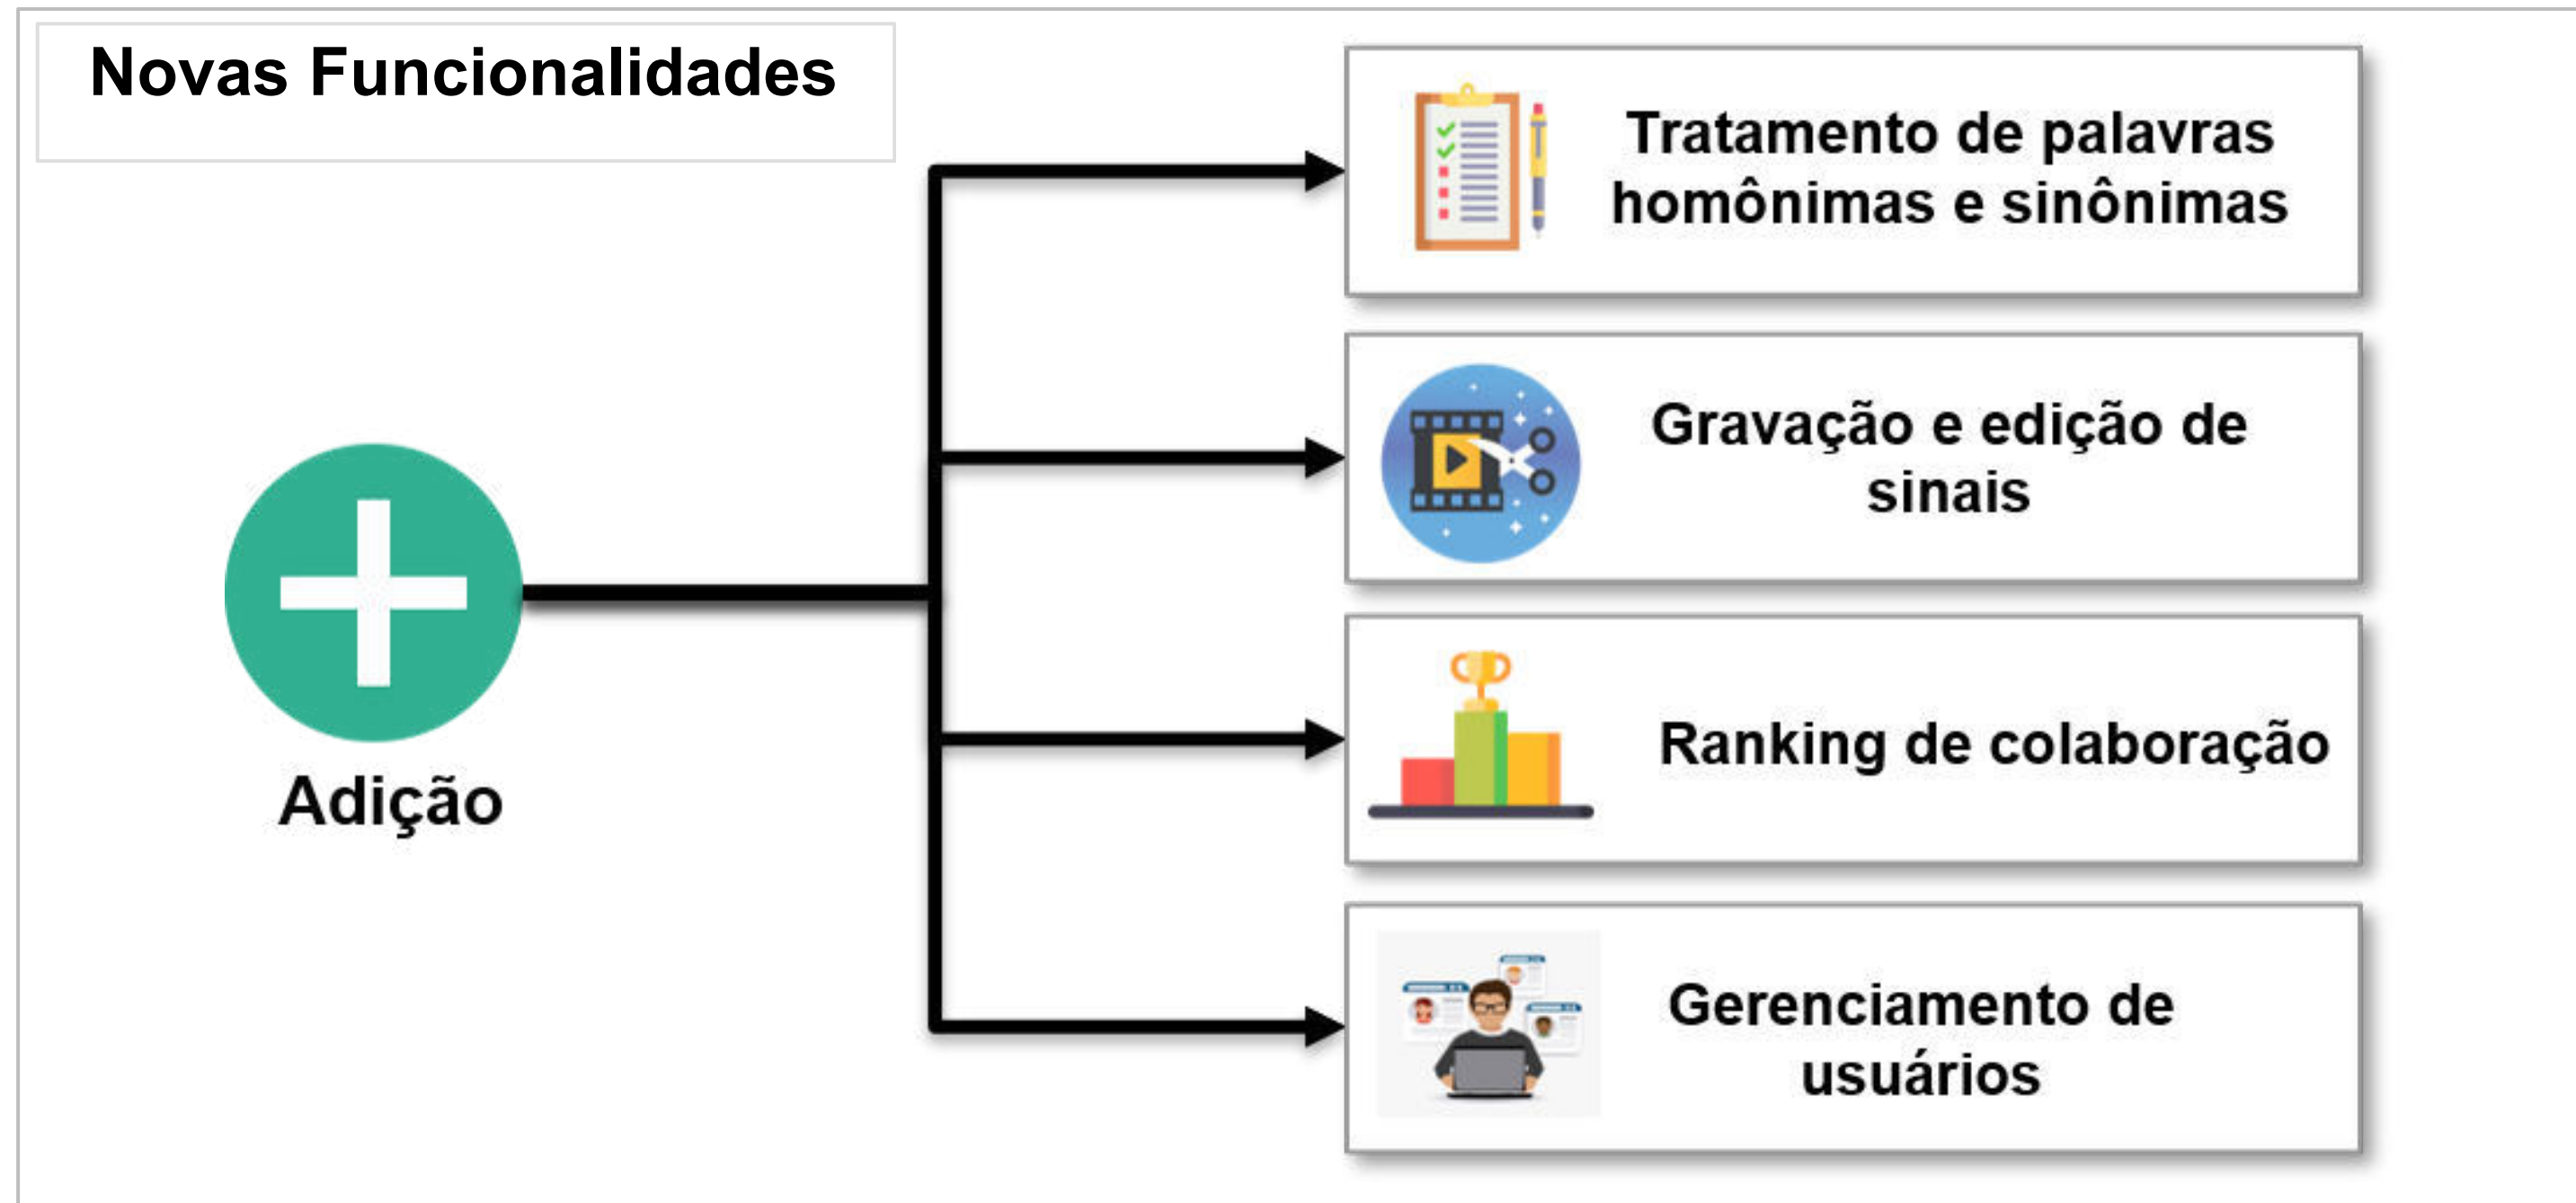 Novas Funcionalidades
Tratamento de palavras
homônimas e sinônimas
Gravação e edição de
sinais
Adição
Ranking de colaboração
Gerenciamento de
usuários